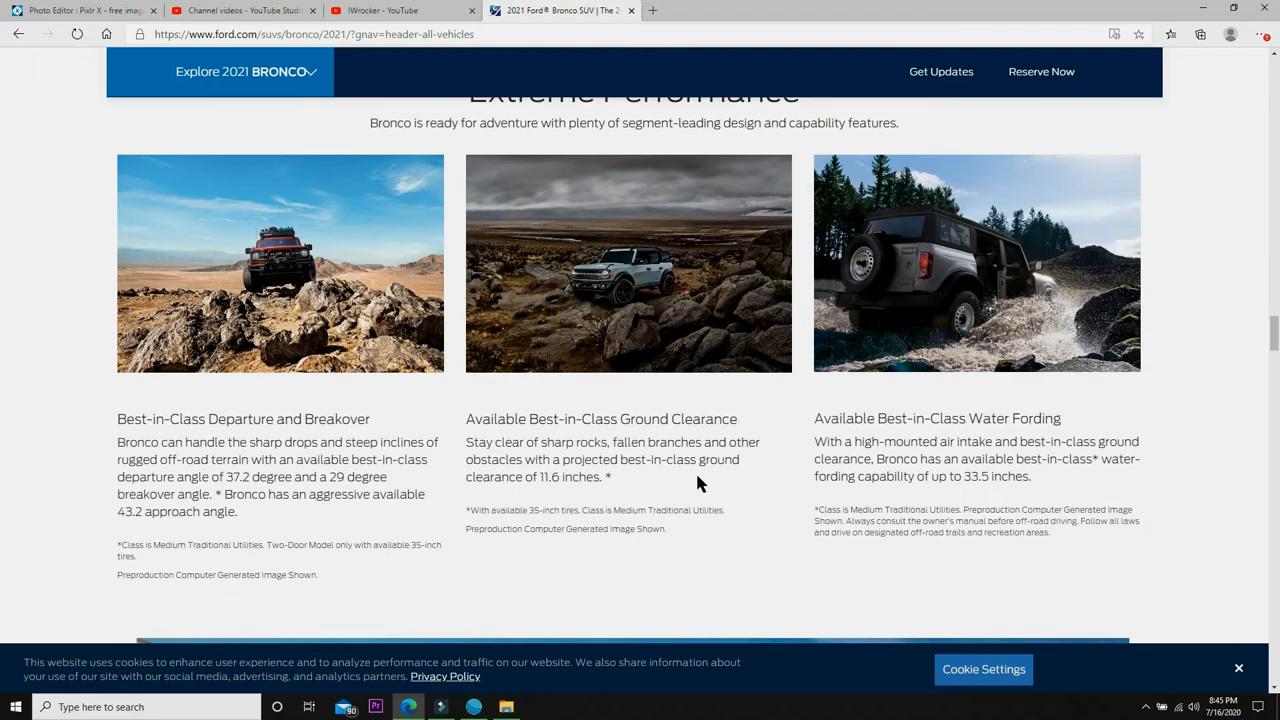 Photo Editor : Pixlr X - free imag
Channel videos - YouTube Studi
IWrocker - YouTube
2021 Ford® Bronco SUV | The 2
https://www.ford.com/suvs/bronco/2021/?gnav=header-all-vehicles
Explore 2021 BRONCO
Get Updates
Reserve Now
Extreme Performance
Bronco is ready for adventure with plenty of segment-leading design and capability features.
Best-in-Class Departure and Breakover
Bronco can handle the sharp drops and steep inclines of
rugged off-road terrain with an available best-in-class
departure angle of 37.2 degree and a 29 degree
breakover angle. * Bronco has an aggressive available
43.2 approach angle.
*Class is Medium Traditional Utilities. Two-Door Model only with available 35-inch
tires.
Preproduction Computer Generated Image Shown.
Available Best-in-Class Ground Clearance
Stay clear of sharp rocks, fallen branches and other
obstacles with a projected best-in-class ground
clearance of 11.6 inches. *
*With available 35-inch tires. Class is Medium Traditional Utilities.
Preproduction Computer Generated Image Shown.
Available Best-in-Class Water Fording
With a high-mounted air intake and best-in-class ground
clearance, Bronco has an available best-in-class* water-
fording capability of up to 33.5 inches.
*Class is Medium Traditional Utilities. Preproduction Computer Generated Image
Shown. Always consult the owner's manual before off-road driving. Follow all laws
and drive on designated off-road trails and recreation areas.
This website uses cookies to enhance user experience and to analyze performance and traffic on our website. We also share information about
your use of our site with our social media, advertising, and analytics partners. Privacy Policy
Cookie Settings
Type here to search
90
Pr
8:45 PM
7/16/2020